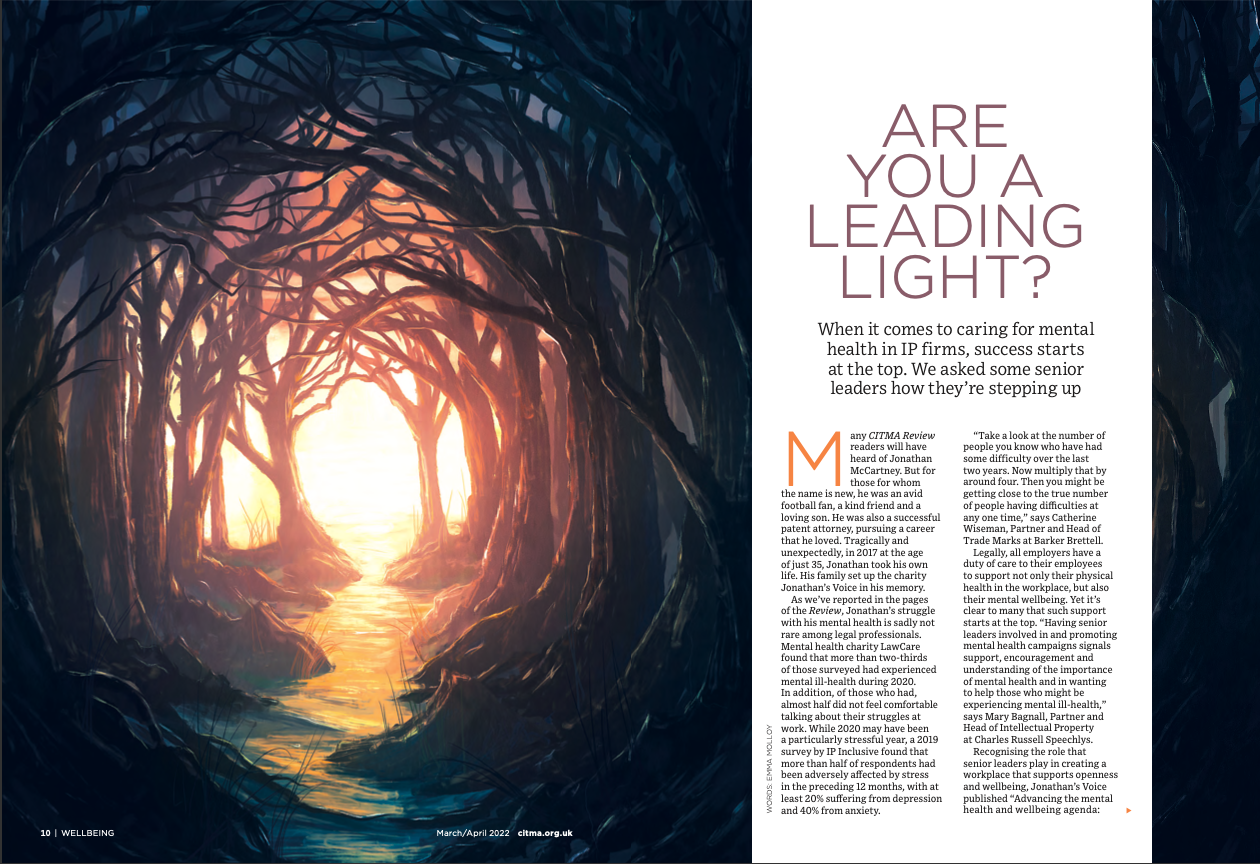 ARE
YOU A
LEADING
LIGHT?
When it comes to caring for mental
health in IP firms, success starts
at the top. We asked some senior
leaders how they're stepping up
Many CITMA Review
readers will have
heard of Jonathan
McCartney. But for
those for whom
the name is new, he was an avid
football fan, a kind friend and a
loving son. He was also a successful
patent attorney, pursuing a career
that he loved. Tragically and
unexpectedly, in 2017 at the age
of just 35, Jonathan took his own
life. His family set up the charity
Jonathan's Voice in his memory.
As we've reported in the pages
of the Review, Jonathan's struggle
with his mental health is sadly not
rare among legal professionals.
Mental health charity LawCare
found that more than two-thirds
of those surveyed had experienced
mental ill-health during 2020.
In addition, of those who had,
almost half did not feel comfortable
talking about their struggles at
work. While 2020 may have been
a particularly stressful year, a 2019
survey by IP Inclusive found that
more than half of respondents had
been adversely affected by stress
in the preceding 12 months, with at
least 20% suffering from depression
and 40% from anxiety.
"Take a look at the number of
people you know who have had
some difficulty over the last
two years. Now multiply that by
around four. Then you might be
getting close to the true number
of people having difficulties at
any one time," says Catherine
Wiseman, Partner and Head of
Trade Marks at Barker Brettell.
Legally, all employers have a
duty of care to their employees
to support not only their physical
health in the workplace, but also
their mental wellbeing. Yet it's
clear to many that such support
starts at the top. "Having senior
leaders involved in and promoting
mental health campaigns signals
support, encouragement and
understanding of the importance
of mental health and in wanting
to help those who might be
experiencing mental ill-health,"
says Mary Bagnall, Partner and
Head of Intellectual Property
at Charles Russell Speechlys.
Recognising the role that
senior leaders play in creating a
workplace that supports openness
and wellbeing, Jonathan's Voice
published "Advancing the mental
health and wellbeing agenda:
WORDS: EMMA MOLLOY
10 | WELLBEING
March/April 2022 citma.org.uk